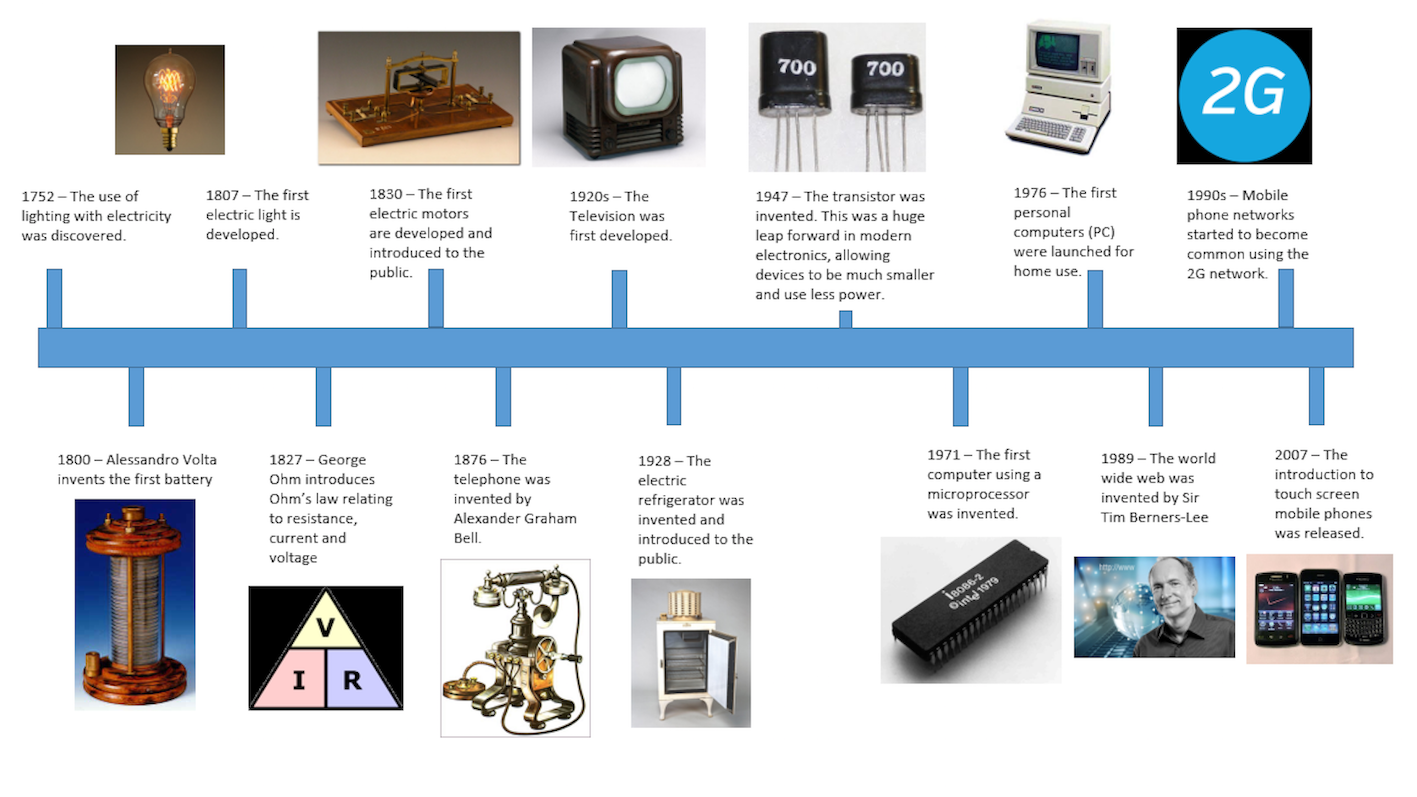 700
700
2G
1752 – The use of
lighting with electricity
was discovered.
1807 – The first
electric light is
developed.
1830 – The first
electric motors
are developed and
introduced to the
public.
1920s – The
Television was
first developed.
1947 – The transistor was
invented. This was a huge
leap forward in modern
electronics, allowing
devices to be much smaller
and use less power.
1976 – The first
personal
computers (PC)
were launched for
home use.
1990s – Mobile
phone networks
started to become
common using the
2G network.
1800 – Alessandro Volta
invents the first battery
1827 – George
Ohm introduces
Ohm’s law relating
to resistance,
current and
voltage
V
I R
1876 – The
telephone was
invented by
Alexander Graham
Bell.
1928 – The
electric
refrigerator was
invented and
introduced to the
public.
1971 – The first
computer using a
microprocessor
was invented.
i8086-2
©intel 1979
1989 – The world
wide web was
invented by Sir
Tim Berners-Lee
http://www
2007 – The
introduction to
touch screen
mobile phones
was released.